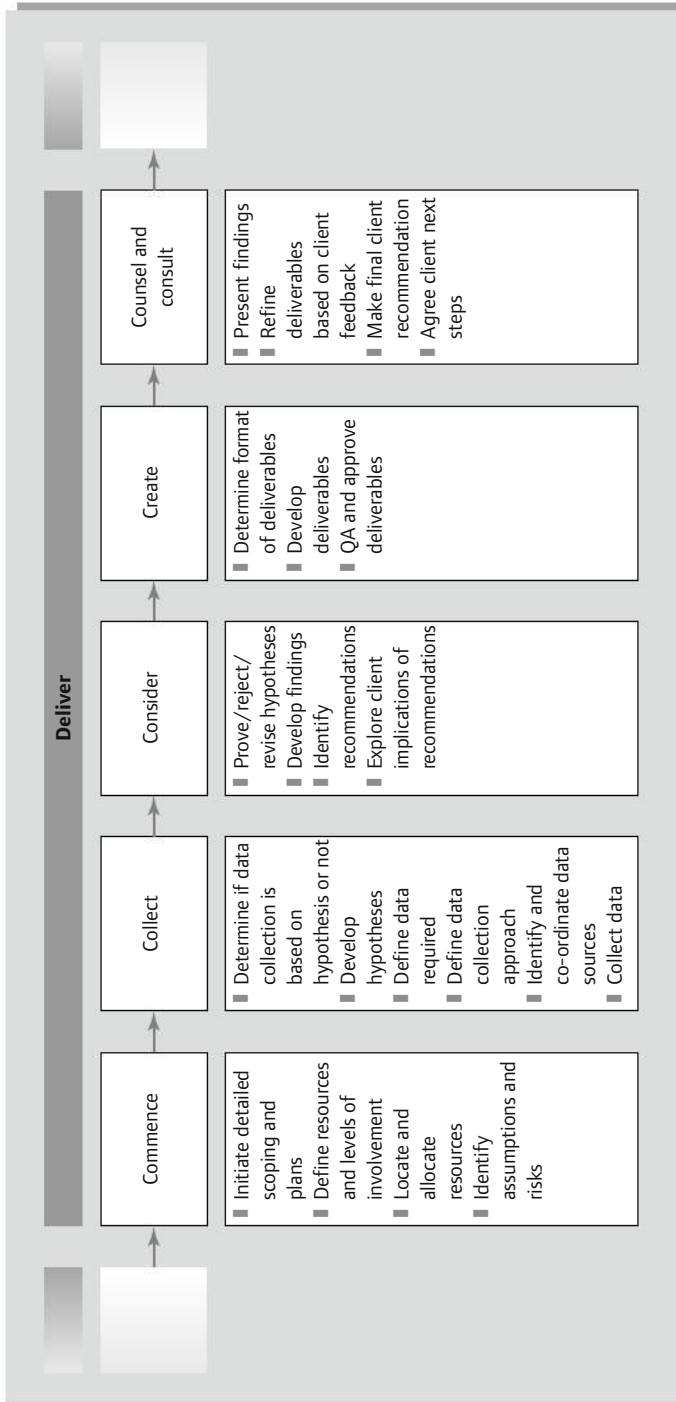 Deliver
Commence
Initiate detailed
scoping and
plans
Define resources
and levels of
involvement
Locate and
allocate
resources
Identify
assumptions and
risks
Collect
Determine if data
collection is
based on
hypothesis or not
Develop
hypotheses
Define data
required
Define data
collection
approach
Identify and
co-ordinate data
sources
Collect data
Consider
Prove/reject/
revise hypotheses
Develop findings
Identify
recommendations
Explore client
implications of
recommendations
Create
Determine format
of deliverables
Develop
deliverables
QA and approve
deliverables
Counsel and
consult
Present findings
Refine
deliverables
based on client
feedback
Make final client
recommendation
Agree client next
steps